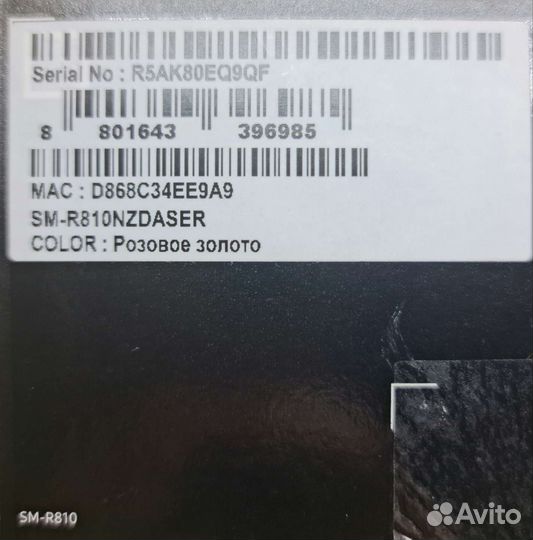 Serial No : R5AK80EQ9QF
8 801643 396985
MAC : D868C34EE9A9
SM-R810NZDASER
COLOR : Розовое золото
SM-R810
Avito